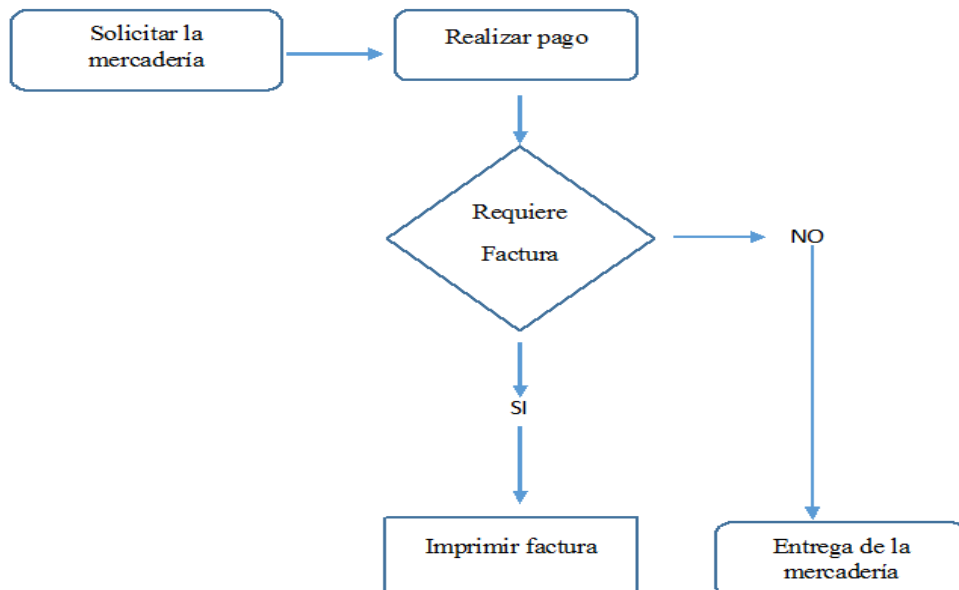 Solicitar la
mercadería
Realizar pago
Requiere
Factura
NO
SI
Imprimir factura
Entrega de la
mercadería